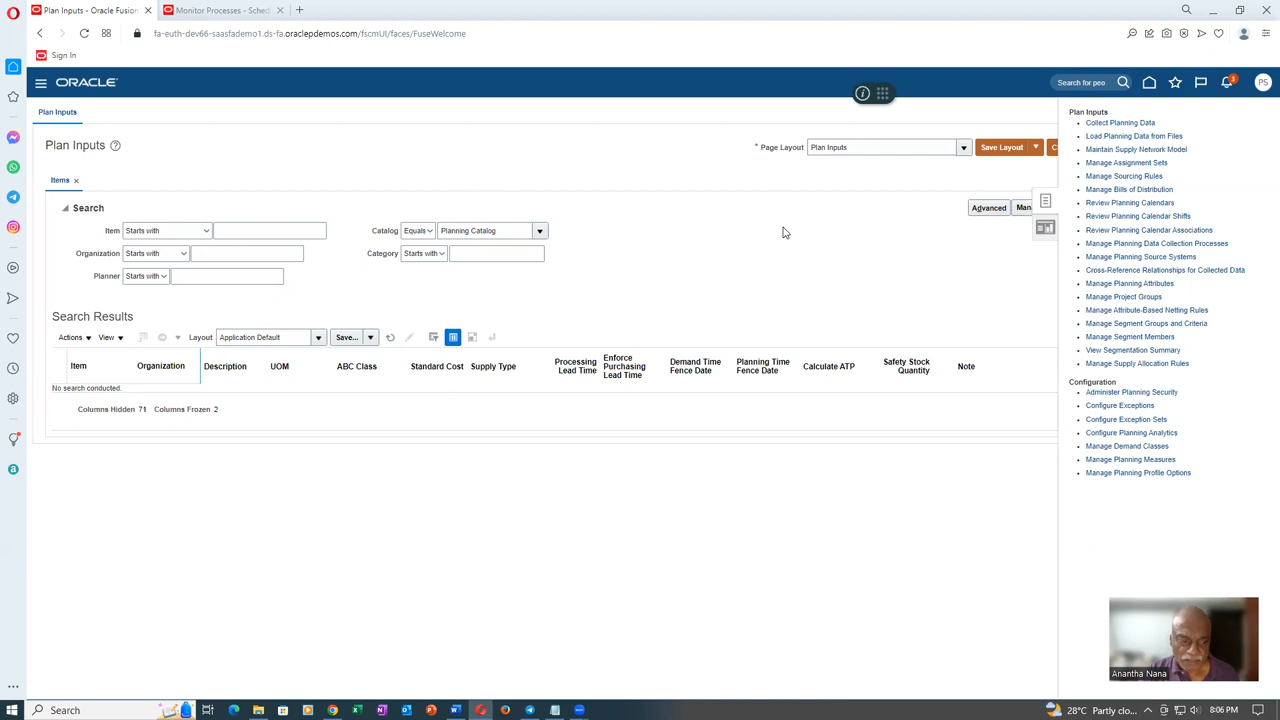 Plan Inputs - Oracle Fusion
Monitor Processes - Sched
fa-euth-dev66-saasfademo1.ds-fa.oraclepdemos.com/fscmUI/faces/FuseWelcome
Sign In
ORACLE
Search for peo
3
PS
Plan Inputs
Plan Inputs
* Page Layout Plan Inputs
Save Layout
Items
Search
Advanced
Man
Item Starts with
Catalog Equals Planning Catalog
Organization Starts with
Category Starts with
Planner Starts with
Search Results
Actions View Layout Application Default Save...
Item Organization Description UOM ABC Class Standard Cost Supply Type Processing Lead Time Enforce Purchasing Lead Time Demand Time Fence Date Planning Time Fence Date Calculate ATP Safety Stock Quantity Note
No search conducted.
Columns Hidden 71 Columns Frozen 2
Plan Inputs
Collect Planning Data
Load Planning Data from Files
Maintain Supply Network Model
Manage Assignment Sets
Manage Sourcing Rules
Manage Bills of Distribution
Review Planning Calendars
Review Planning Calendar Shifts
Review Planning Calendar Associations
Manage Planning Data Collection Processes
Manage Planning Source Systems
Cross-Reference Relationships for Collected Data
Manage Planning Attributes
Manage Project Groups
Manage Attribute-Based Netting Rules
Manage Segment Groups and Criteria
Manage Segment Members
View Segmentation Summary
Manage Supply Allocation Rules
Configuration
Administer Planning Security
Configure Exceptions
Configure Exception Sets
Configure Planning Analytics
Manage Demand Classes
Manage Planning Measures
Manage Planning Profile Options
Anantha Nana
Search
28°C Partly clo...
8:06 PM